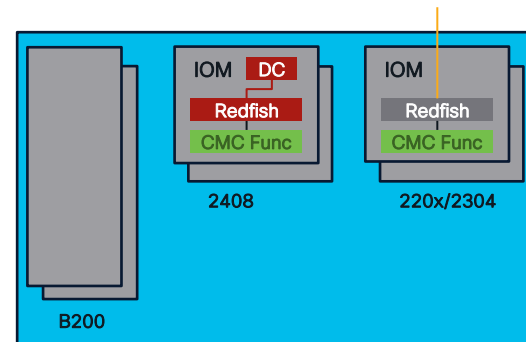 IOM DC
Redfish
CMC Func
2408
IOM
Redfish
CMC Func
220x/2304
B200